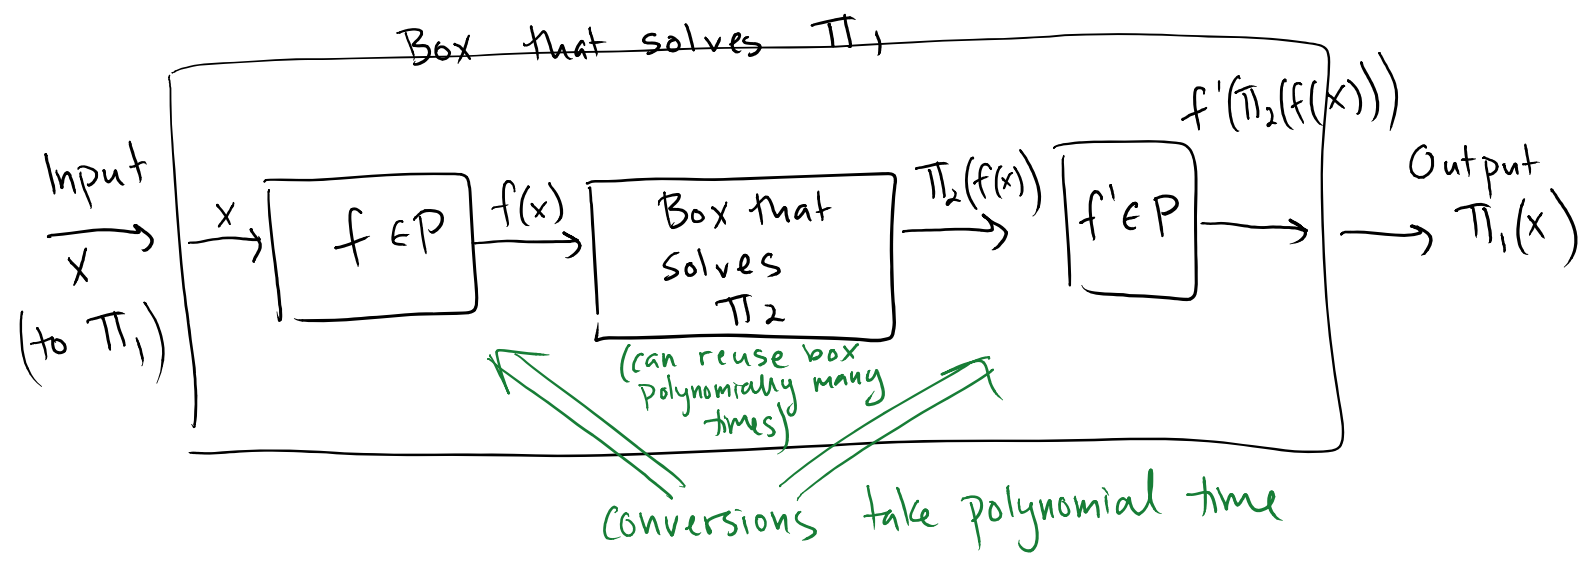 Box that solves Π₁
Input
x
(to Π₁)
x
f ∈ P
f(x)
Box that
solves
Π₂
(can reuse box
polynomially many
times)
Π₂(f(x))
f' ∈ P
f'(Π₂(f(x)))
Output
Π₁(x)
conversions take polynomial time